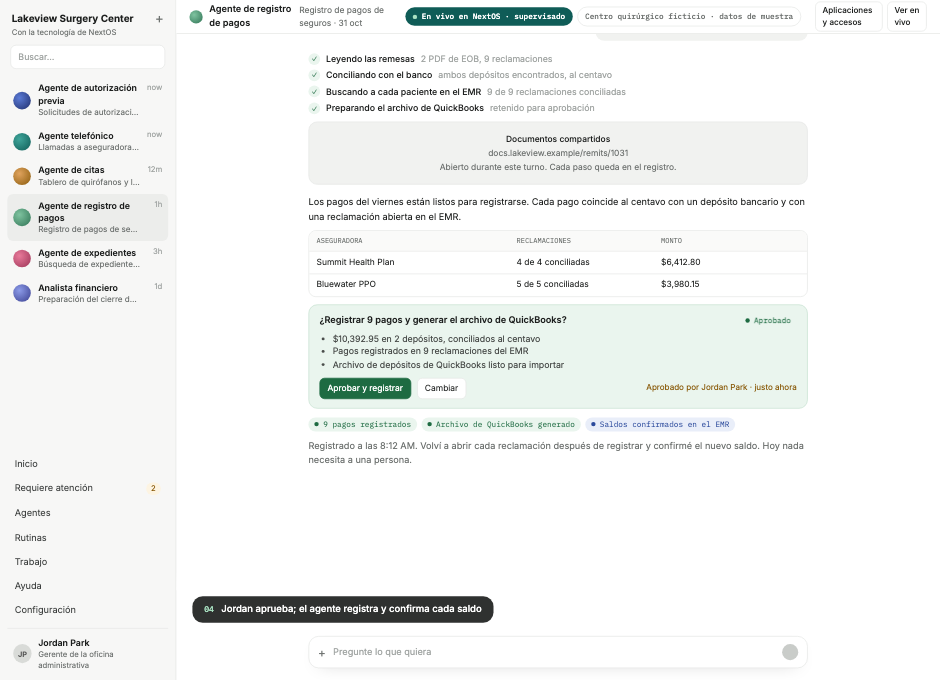 Lakeview Surgery Center
+
Con la tecnología de NextOS
Buscar...
Agente de autorización previa
now
Solicitudes de autorizaci...
Agente telefónico
now
Llamadas a aseguradora...
Agente de citas
12m
Tablero de quirófanos y l...
Agente de registro de pagos
1h
Registro de pagos de se...
Agente de expedientes
3h
Búsqueda de expediente...
Analista financiero
1d
Preparación del cierre d...
Inicio
Requiere atención
2
Agentes
Rutinas
Trabajo
Ayuda
Configuración
JP
Jordan Park
Gerente de la oficina
administrativa
Agente de registro
de pagos
Registro de pagos de
seguros · 31 oct
En vivo en NextOS · supervisado
Centro quirúrgico ficticio · datos de muestra
Aplicaciones
y accesos
Ver en
vivo
✓ Leyendo las remesas 2 PDF de EOB, 9 reclamaciones
✓ Conciliando con el banco ambos depósitos encontrados, al centavo
✓ Buscando a cada paciente en el EMR 9 de 9 reclamaciones conciliadas
✓ Preparando el archivo de QuickBooks retenido para aprobación
Documentos compartidos
docs.lakeview.example/remits/1031
Abierto durante este turno. Cada paso queda en el registro.
Los pagos del viernes están listos para registrarse. Cada pago coincide al centavo con un depósito bancario y con
una reclamación abierta en el EMR.
ASEGURADORA RECLAMACIONES MONTO
Summit Health Plan 4 de 4 conciliadas $6,412.80
Bluewater PPO 5 de 5 conciliadas $3,980.15
¿Registrar 9 pagos y generar el archivo de QuickBooks?
Aprobado
• $10,392.95 en 2 depósitos, conciliados al centavo
• Pagos registrados en 9 reclamaciones del EMR
• Archivo de depósitos de QuickBooks listo para importar
Aprobar y registrar
Cambiar
Aprobado por Jordan Park · justo ahora
9 pagos registrados
Archivo de QuickBooks generado
Saldos confirmados en el EMR
Registrado a las 8:12 AM. Volví a abrir cada reclamación después de registrar y confirmé el nuevo saldo. Hoy nada
necesita a una persona.
04 Jordan aprueba; el agente registra y confirma cada saldo
+ Pregunte lo que quiera